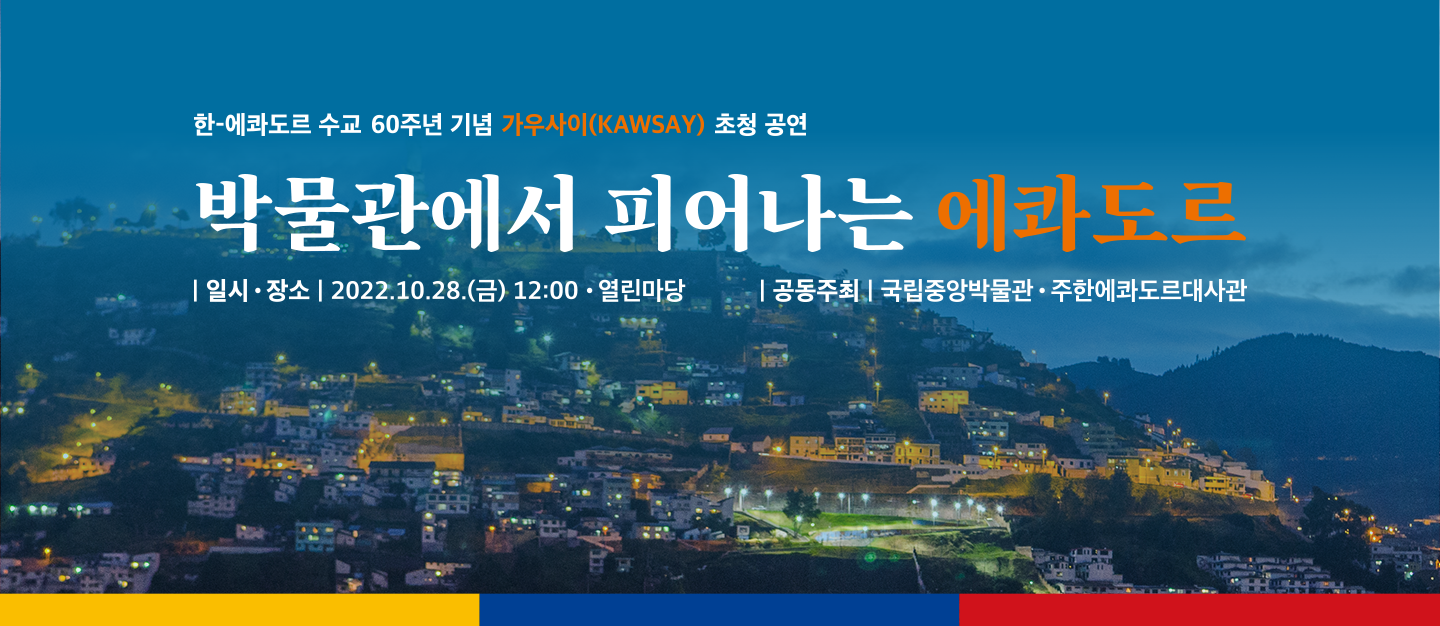 한-에콰도르 수교 60주년 기념 가우사이(KAWSAY) 초청 공연
박물관에서 피어나는 에콰도르
| 일시 · 장소 | 2022.10.28.(금) 12:00 · 열린마당 | 공동주최 | 국립중앙박물관 · 주한에콰도르대사관